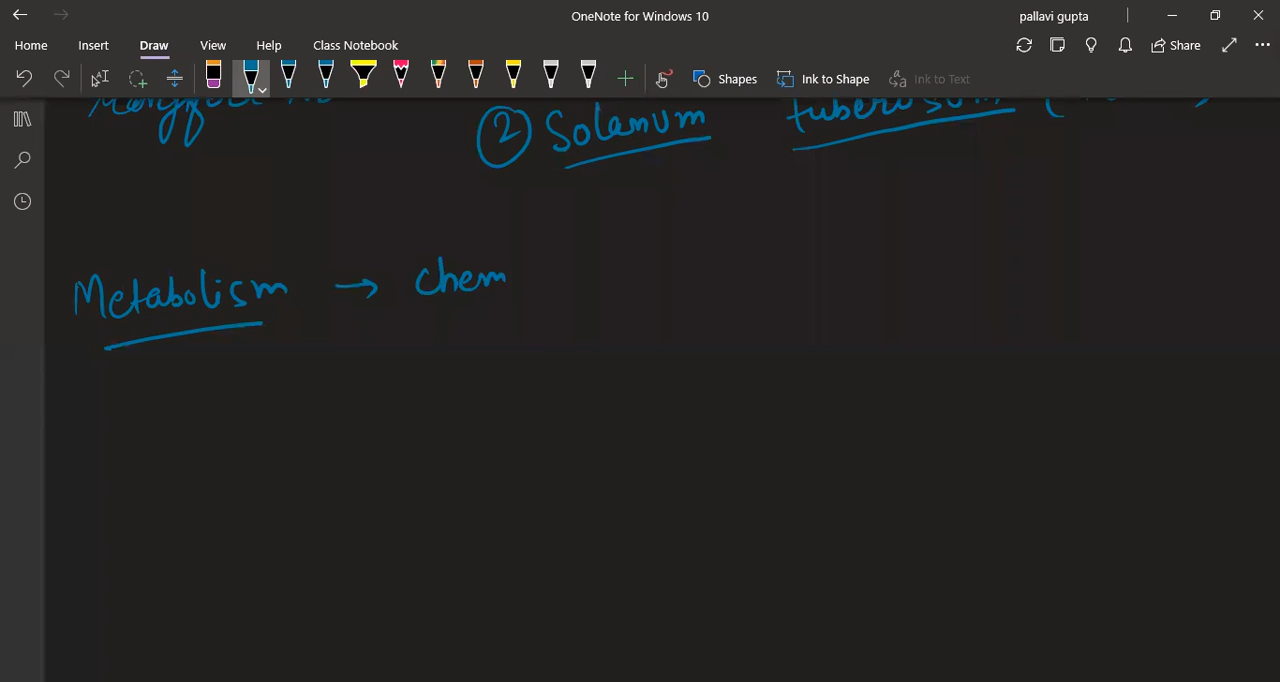 OneNote for Windows 10
pallavi gupta
Home Insert Draw View Help Class Notebook
Share
Shapes Ink to Shape Ink to Text
② Solanum tuberosum (
Metabolism → chem